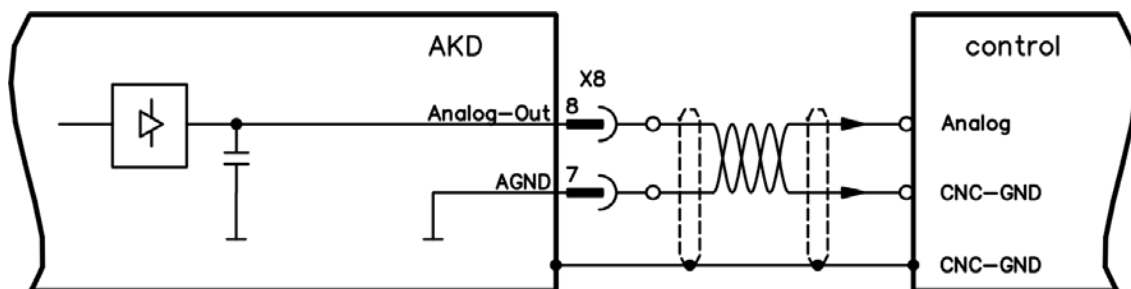 AKD
control
X8
Analog-Out
8
Analog
AGND
7
CNC-GND
CNC-GND